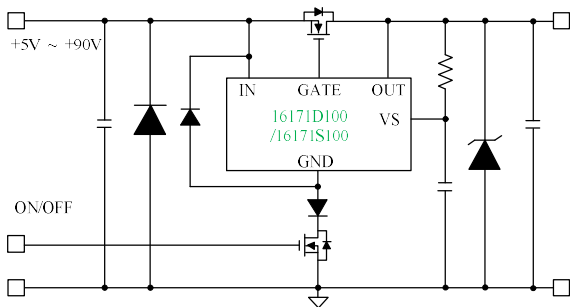 +5V ~ +90V
IN GATE OUT
16171D100
/16171S100
VS
GND
ON/OFF